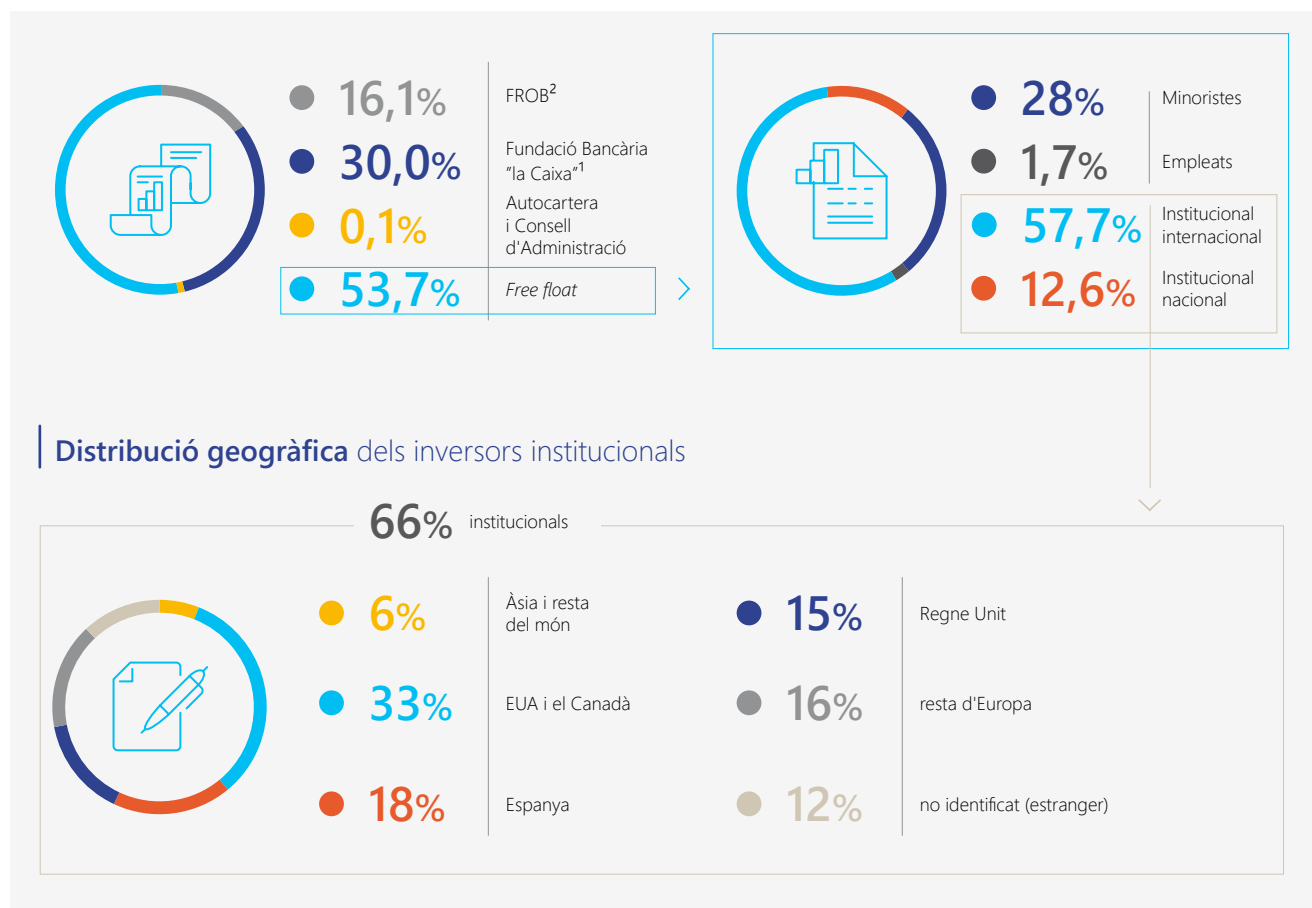 16,1% FROB²
30,0% Fundació Bancària
"la Caixa"¹
0,1% Autocartera
i Consell
d'Administració
53,7% Free float
28% Minoristes
1,7% Empleats
57,7% Institucional
internacional
12,6% Institucional
nacional
Distribució geogràfica dels inversors institucionals
66% institucionals
6% Àsia i resta
del món
33% EUA i el Canadà
18% Espanya
15% Regne Unit
16% resta d'Europa
12% no identificat (estranger)